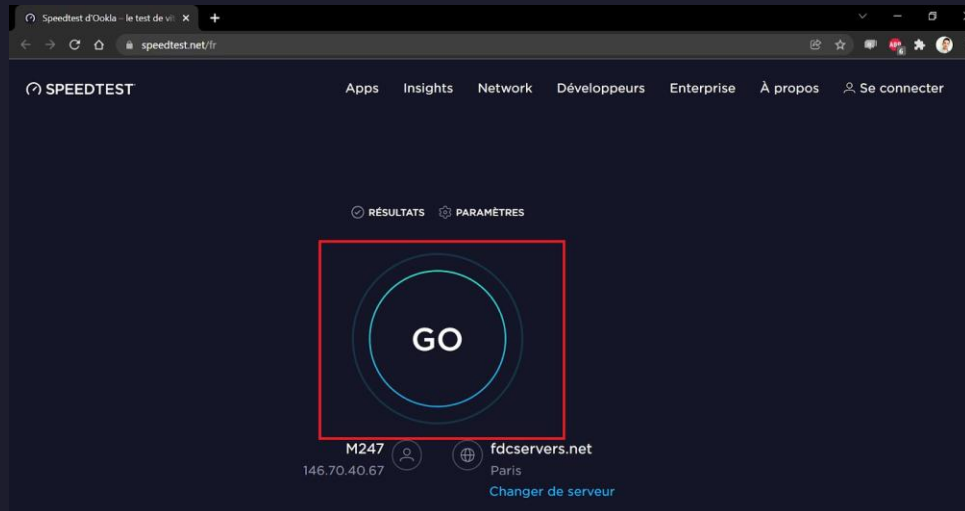 Speedtest d'Ookla – le test de vit
speedtest.net/fr
6
SPEEDTEST
Apps Insights Network Développeurs Enterprise À propos Se connecter
RÉSULTATS PARAMÈTRES
GO
M247 fdcservers.net
146.70.40.67 Paris
Changer de serveur